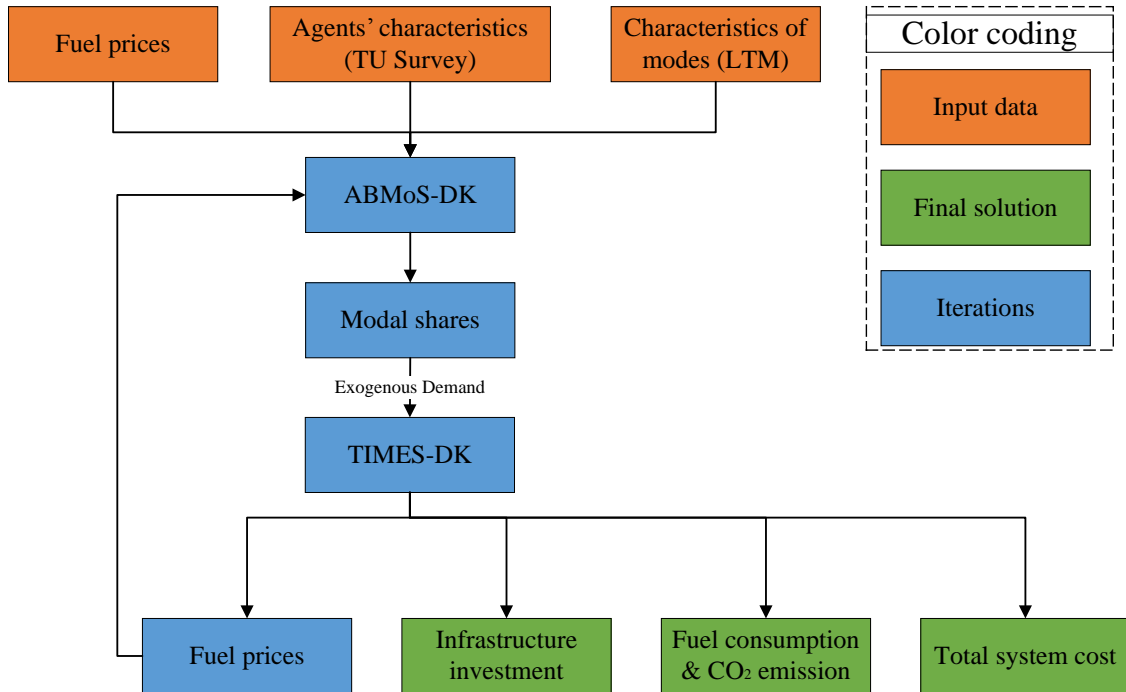 Fuel prices
Agents’ characteristics
(TU Survey)
Characteristics of
modes (LTM)
Color coding
Input data
Final solution
Iterations
ABMoS-DK
Modal shares
Exogenous Demand
TIMES-DK
Fuel prices
Infrastructure
investment
Fuel consumption
& CO₂ emission
Total system cost